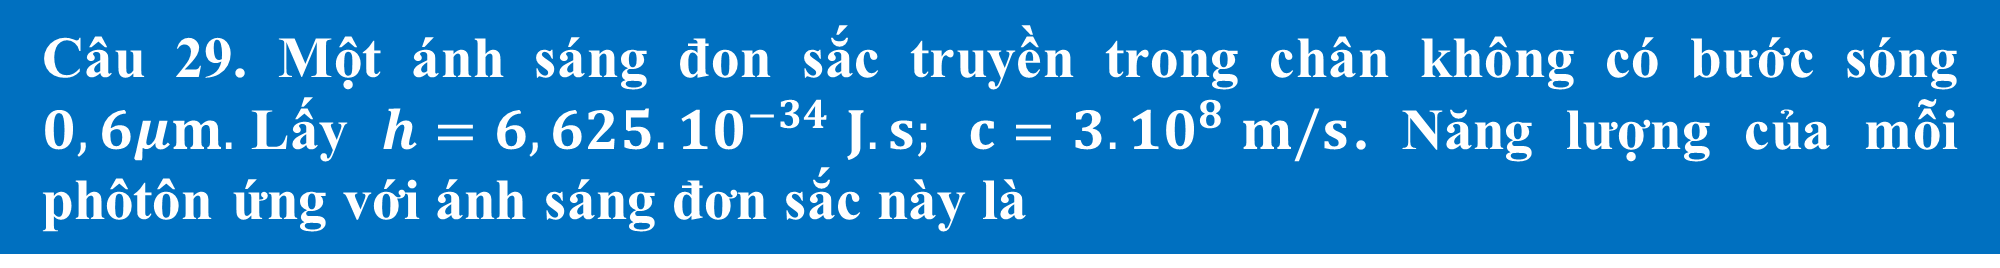 Câu 29. Một ánh sáng đon sắc truyền trong chân không có bước sóng
0,6μm. Lấy h = 6,625.10⁻³⁴ J.s; c = 3.10⁸ m/s. Năng lượng của mỗi
phôtôn ứng với ánh sáng đơn sắc này là